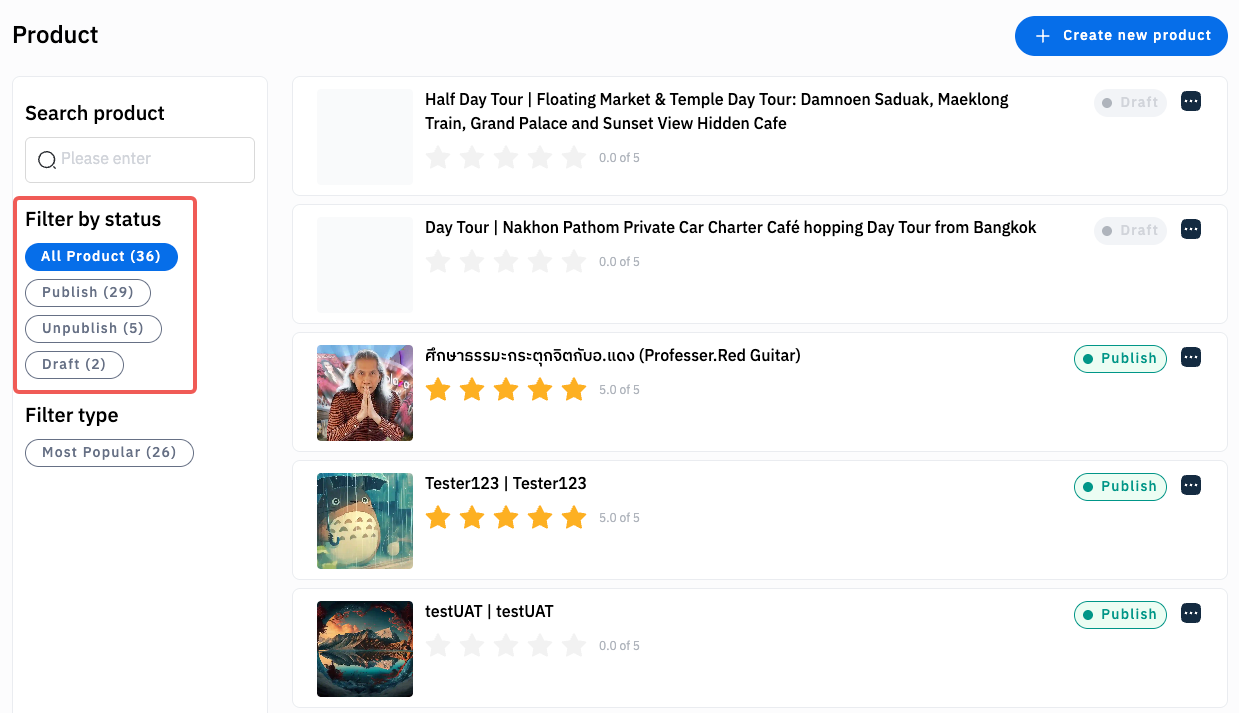 Product
Create new product
Search product
Please enter
Filter by status
All Product (36)
Publish (29)
Unpublish (5)
Draft (2)
Filter type
Most Popular (26)
Half Day Tour | Floating Market & Temple Day Tour: Damnoen Saduak, Maeklong
Train, Grand Palace and Sunset View Hidden Cafe
0.0 of 5
Draft
Day Tour | Nakhon Pathom Private Car Charter Café hopping Day Tour from Bangkok
0.0 of 5
Draft
ศึกษาธรรมะกระตุกจิตกับอ.แดง (Professer.Red Guitar)
5.0 of 5
Publish
Tester123 | Tester123
5.0 of 5
Publish
testUAT | testUAT
0.0 of 5
Publish